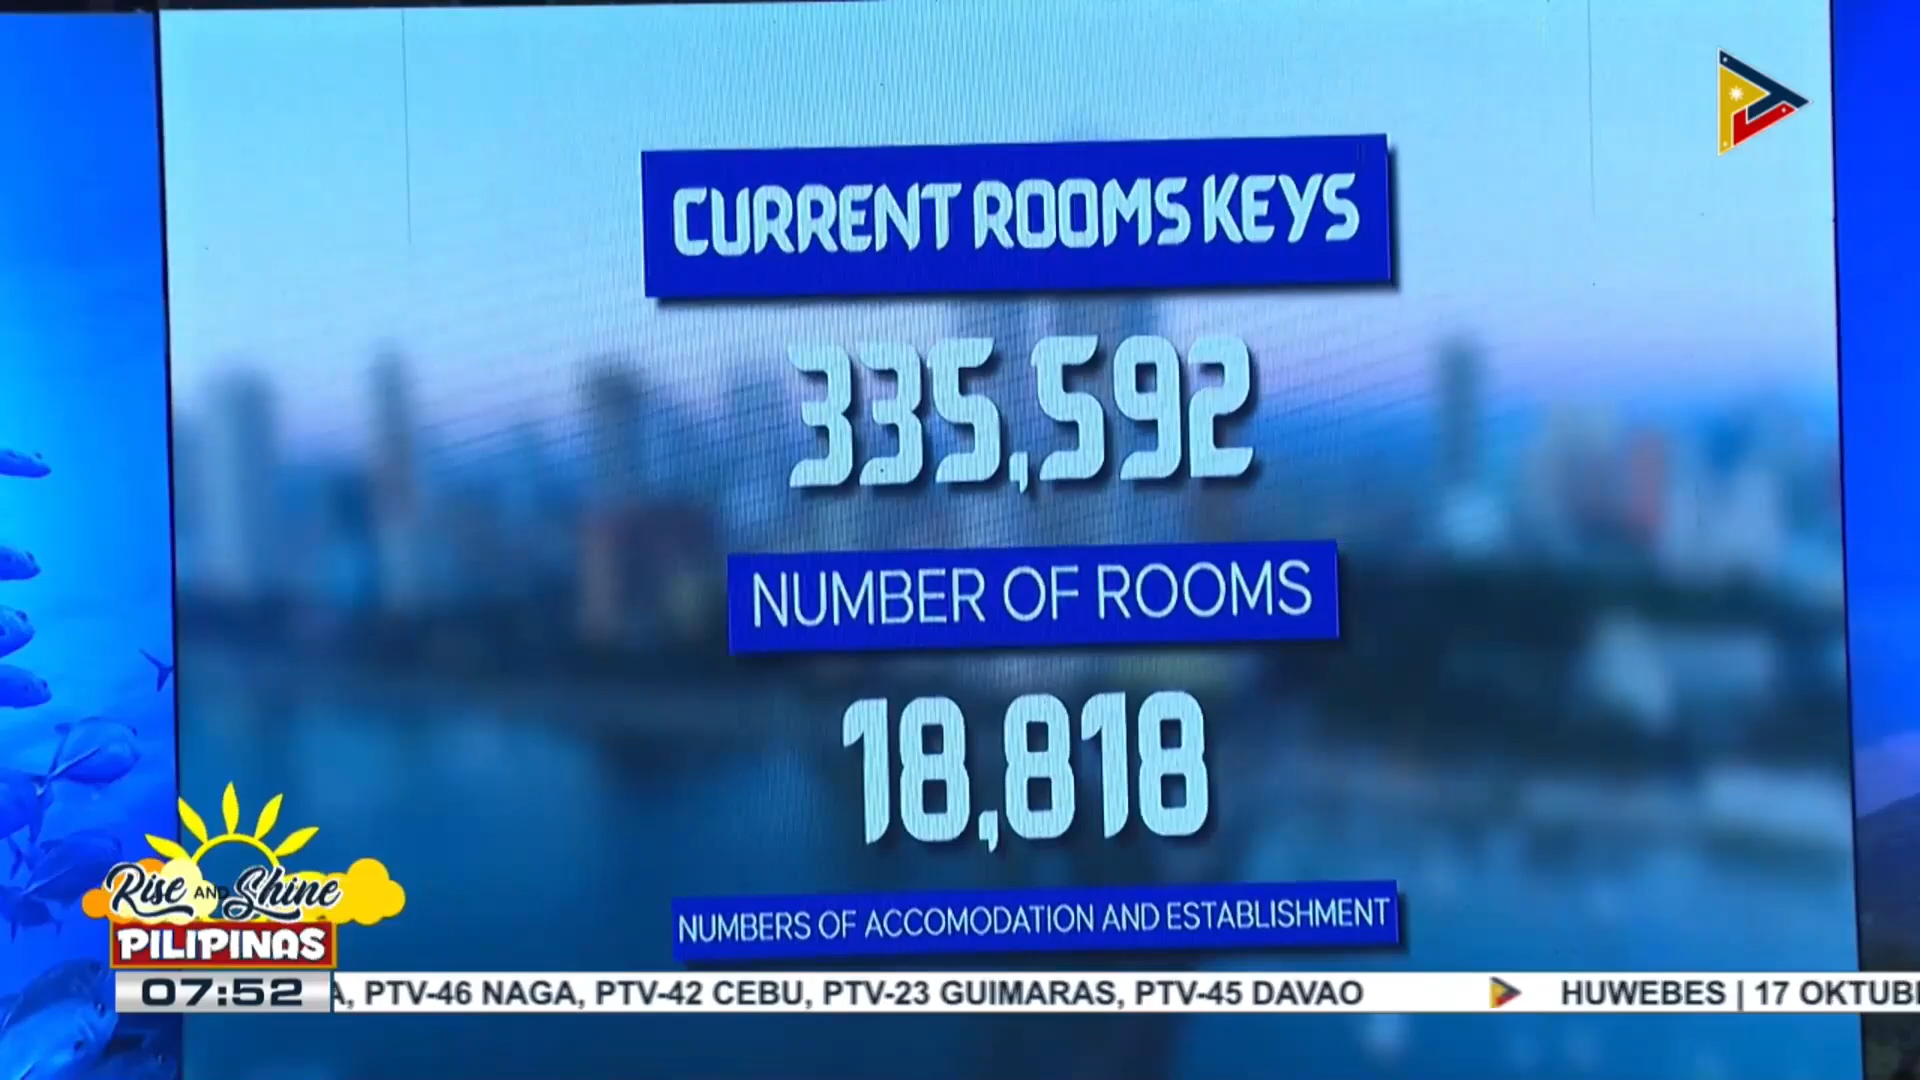 CURRENT ROOMS KEYS
335,592
NUMBER OF ROOMS
18,818
NUMBERS OF ACCOMODATION AND ESTABLISHMENT
Rise AND Shine
PILIPINAS
07:52
A, PTV-46 NAGA, PTV-42 CEBU, PTV-23 GUIMARAS, PTV-45 DAVAO HUWEBES | 17 OKTUB